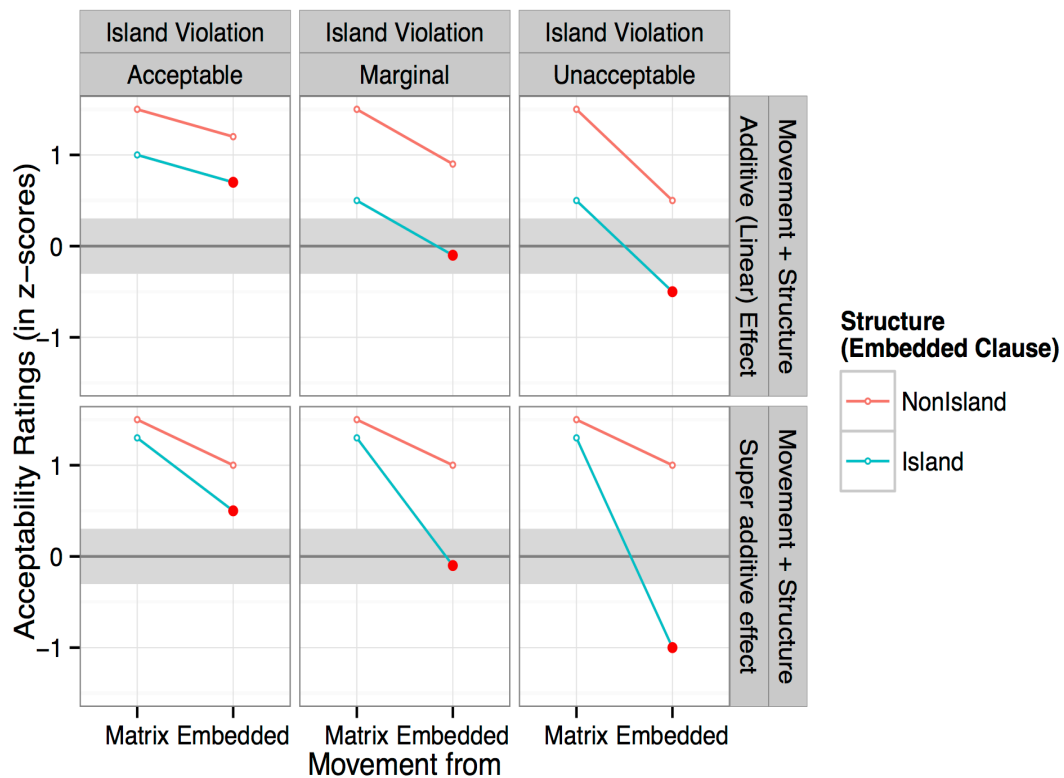 Island Violation
Island Violation
Island Violation
Acceptable
Marginal
Unacceptable
Acceptability Ratings (in z−scores)
1
0
−1
Movement + Structure
Additive (Linear) Effect
1
0
−1
Movement + Structure
Super additive effect
Matrix Embedded
Matrix Embedded
Matrix Embedded
Movement from
Structure
(Embedded Clause)
NonIsland
Island